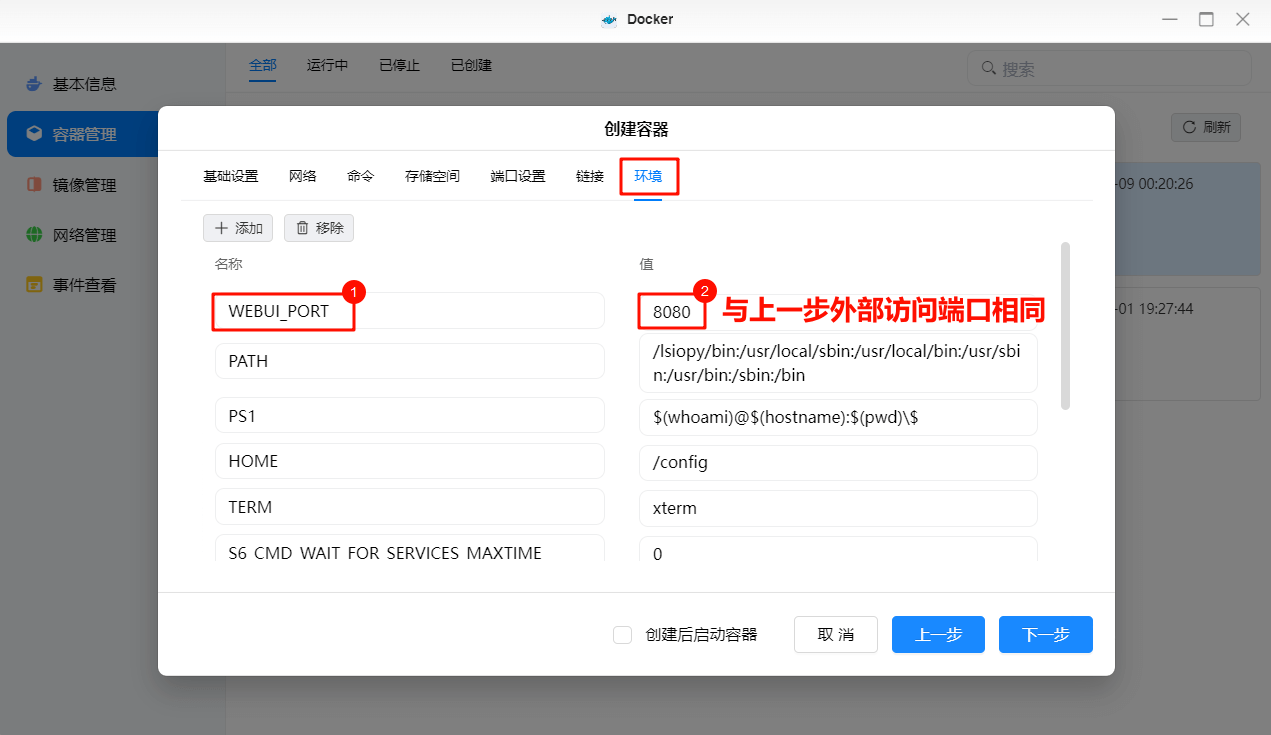 Docker
基本信息
容器管理
镜像管理
网络管理
事件查看
全部 运行中 已停止 已创建
搜索
刷新
-09 00:20:26
-01 19:27:44
创建容器
基础设置 网络 命令 存储空间 端口设置 链接 环境
添加 移除
名称 值
1
2
WEBUI_PORT 8080 与上一步外部访问端口相同
PATH /lsiopy/bin:/usr/local/sbin:/usr/local/bin:/usr/sbi
n:/usr/bin:/sbin:/bin
PS1 $(whoami)@$(hostname):$(pwd)\$
HOME /config
TERM xterm
S6_CMD_WAIT_FOR_SERVICES_MAXTIME 0
创建后启动容器 取消 上一步 下一步